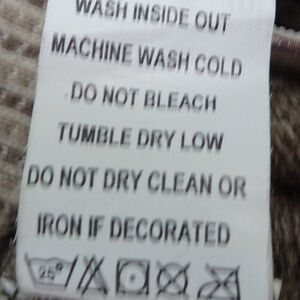 WASH INSIDE OUT
MACHINE WASH COLD
DO NOT BLEACH
TUMBLE DRY LOW
DO NOT DRY CLEAN OR
IRON IF DECORATED
25°